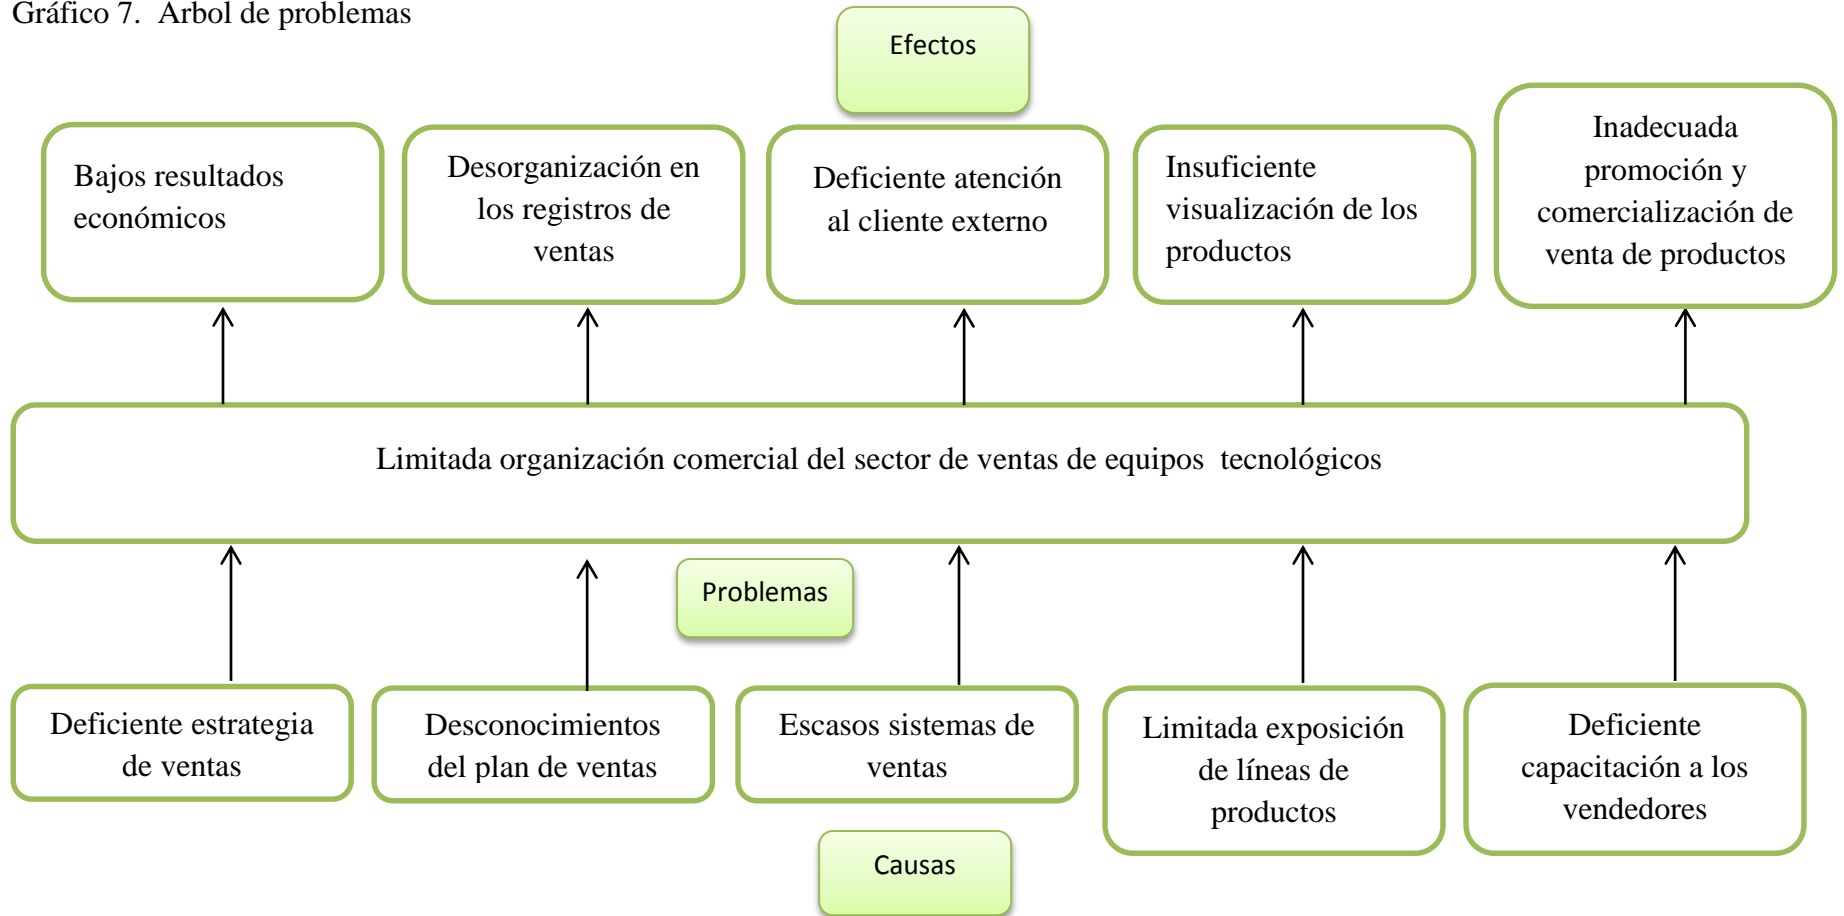 Gráfico 7.  Arbol de problemas
Efectos
Bajos resultados
económicos
Desorganización en
los registros de
ventas
Deficiente atención
al cliente externo
Insuficiente
visualización de los
productos
Inadecuada
promoción y
comercialización de
venta de productos
Limitada organización comercial del sector de ventas de equipos  tecnológicos
Problemas
Deficiente estrategia
de ventas
Desconocimientos
del plan de ventas
Escasos sistemas de
ventas
Limitada exposición
de líneas de
productos
Deficiente
capacitación a los
vendedores
Causas